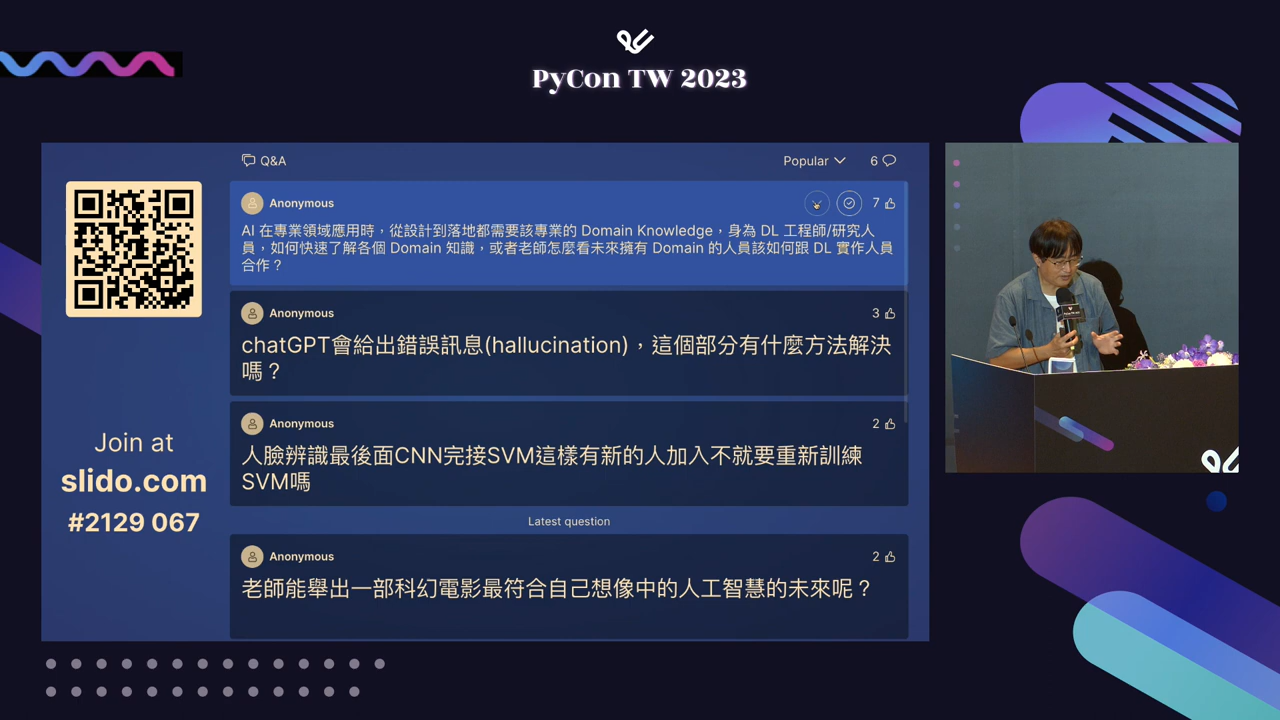 PyCon TW 2023
Q&A
Popular
6
Anonymous
7
AI 在專業領域應用時，從設計到落地都需要該專業的 Domain Knowledge，身為 DL 工程師/研究人
員，如何快速了解各個 Domain 知識，或者老師怎麼看未來擁有 Domain 的人員該如何跟 DL 實作人員
合作？
Anonymous
3
chatGPT會給出錯誤訊息(hallucination)，這個部分有什麼方法解決
嗎？
Anonymous
2
人臉辨識最後面CNN完接SVM這樣有新的人加入不就要重新訓練
SVM嗎
Latest question
Anonymous
2
老師能舉出一部科幻電影最符合自己想像中的人工智慧的未來呢？
Join at
slido.com
#2129 067